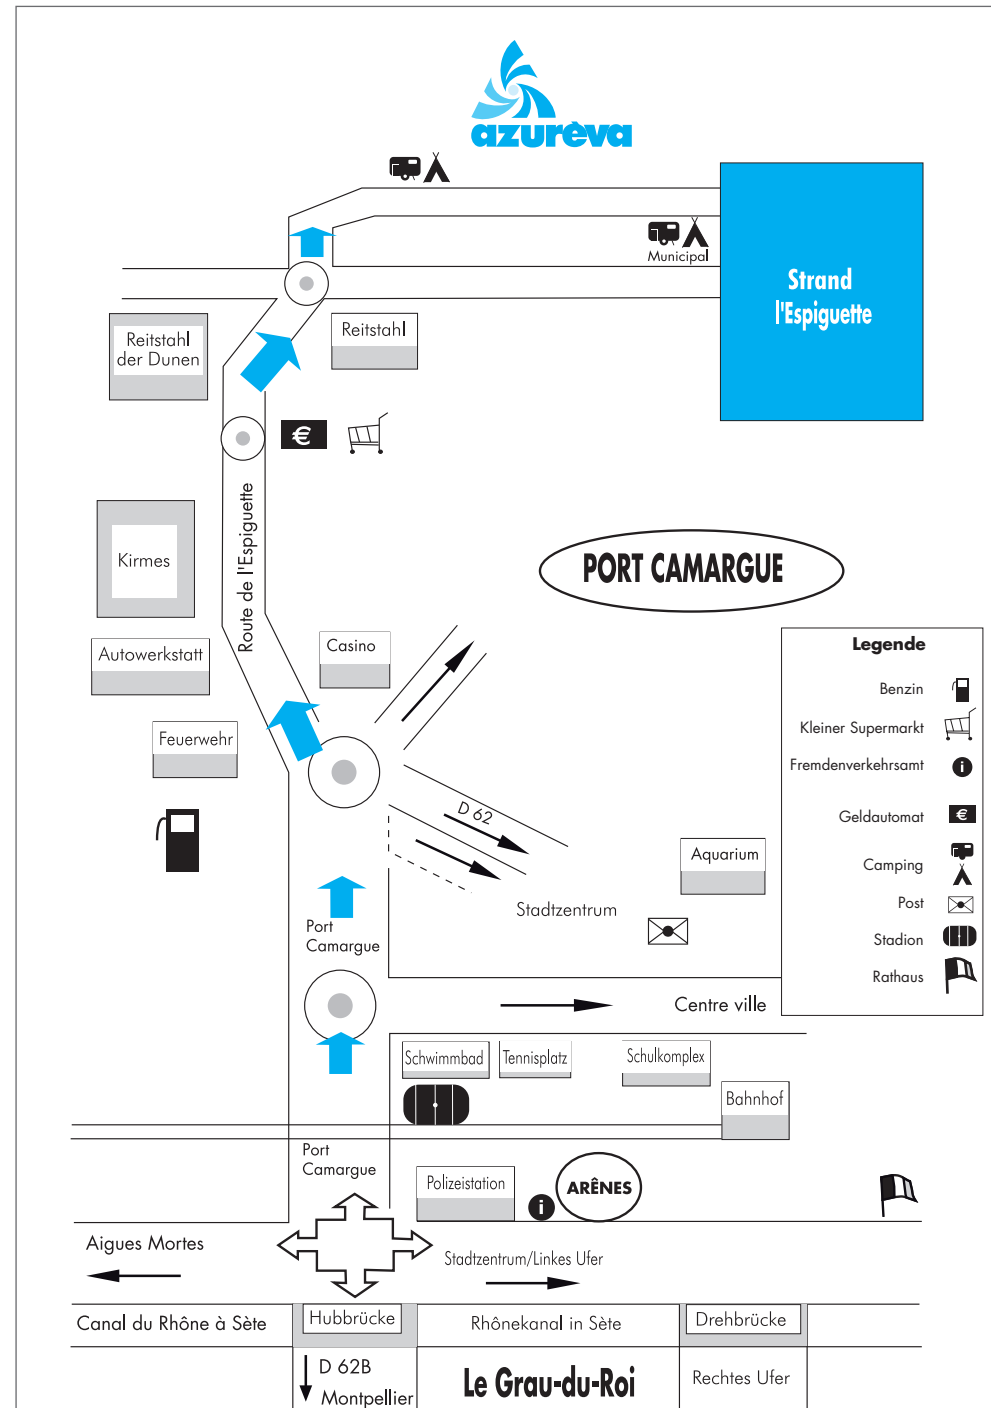 azurèva
Municipal
Strand
l'Espiguette
Reitstahl
der Dunen
Reitstahl
€
Route de l'Espiguette
Kirmes
PORT CAMARGUE
Autowerkstatt
Casino
Feuerwehr
Legende
Benzin
Kleiner Supermarkt
Fremdenverkehrsamt
i
Geldautomat
€
Camping
Post
Stadion
Rathaus
D 62
Aquarium
Stadtzentrum
Port
Camargue
Centre ville
Schwimmbad
Tennisplatz
Schulkomplex
Bahnhof
Port
Camargue
Polizeistation
i
ARÊNES
Aigues Mortes
Stadtzentrum/Linkes Ufer
Canal du Rhône à Sète
Hubbrücke
Rhônekanal in Sète
Drehbrücke
D 62B
Montpellier
Le Grau-du-Roi
Rechtes Ufer